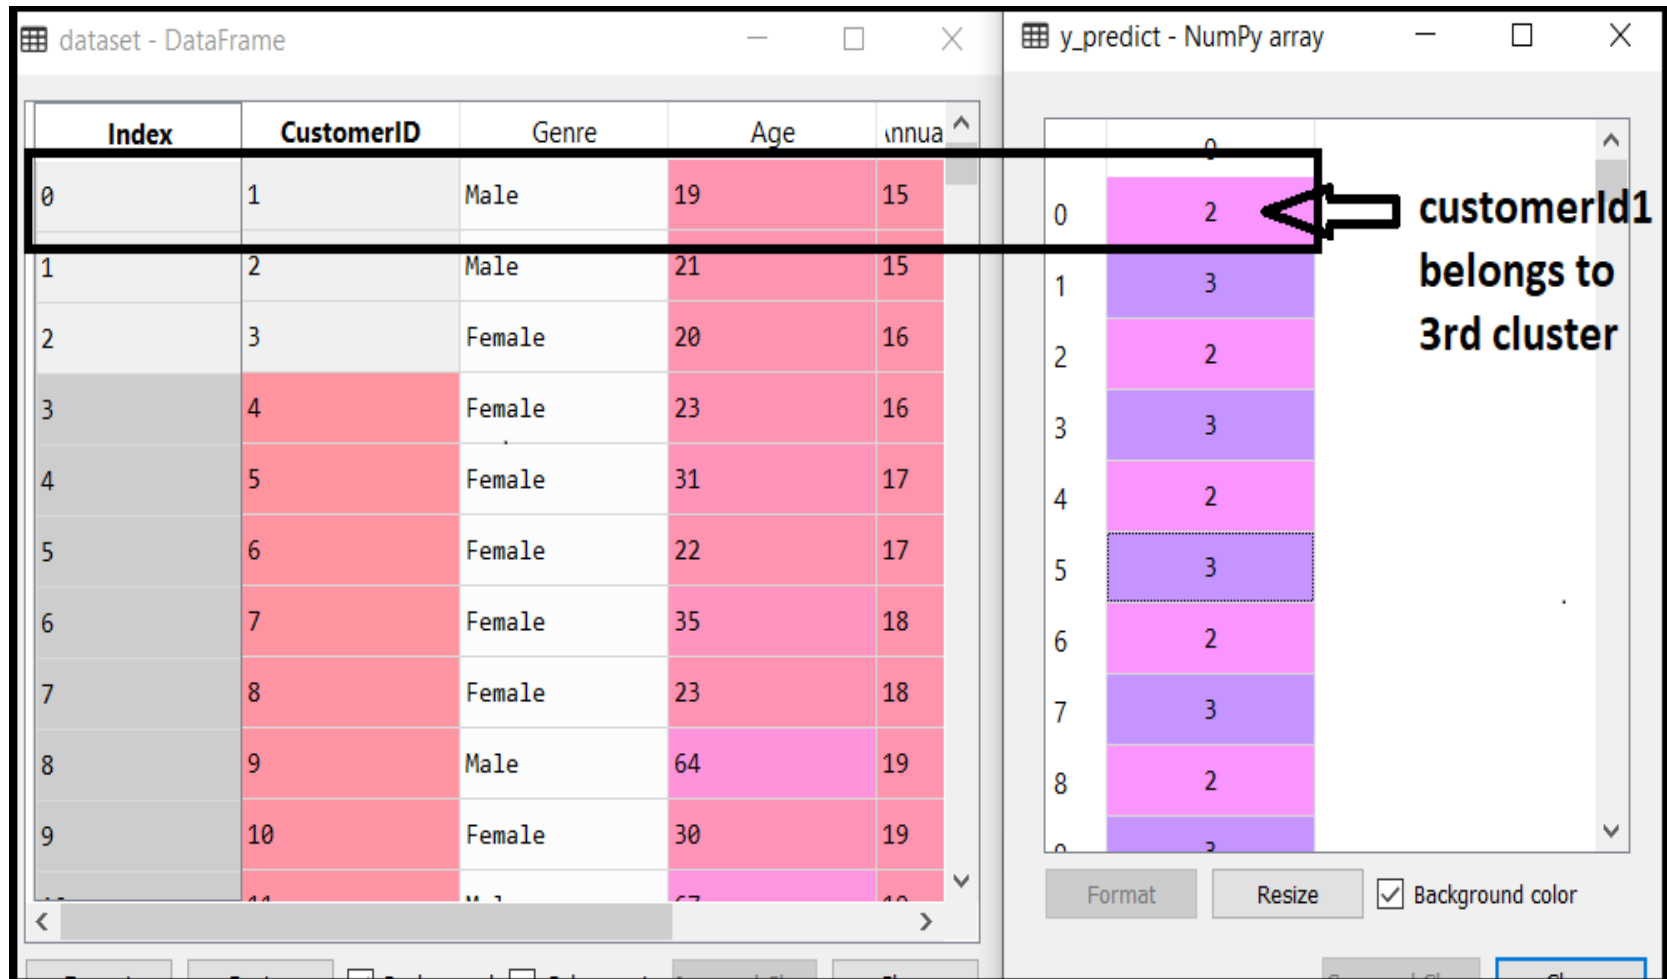 dataset - DataFrame
Index CustomerID Genre Age Annua
0 1 Male 19 15
1 2 Male 21 15
2 3 Female 20 16
3 4 Female 23 16
4 5 Female 31 17
5 6 Female 22 17
6 7 Female 35 18
7 8 Female 23 18
8 9 Male 64 19
9 10 Female 30 19
y_predict - NumPy array
0
0 2
1 3
2 2
3 3
4 2
5 3
6 2
7 3
8 2
9 3
Format Resize Background color
customerId1
belongs to
3rd cluster